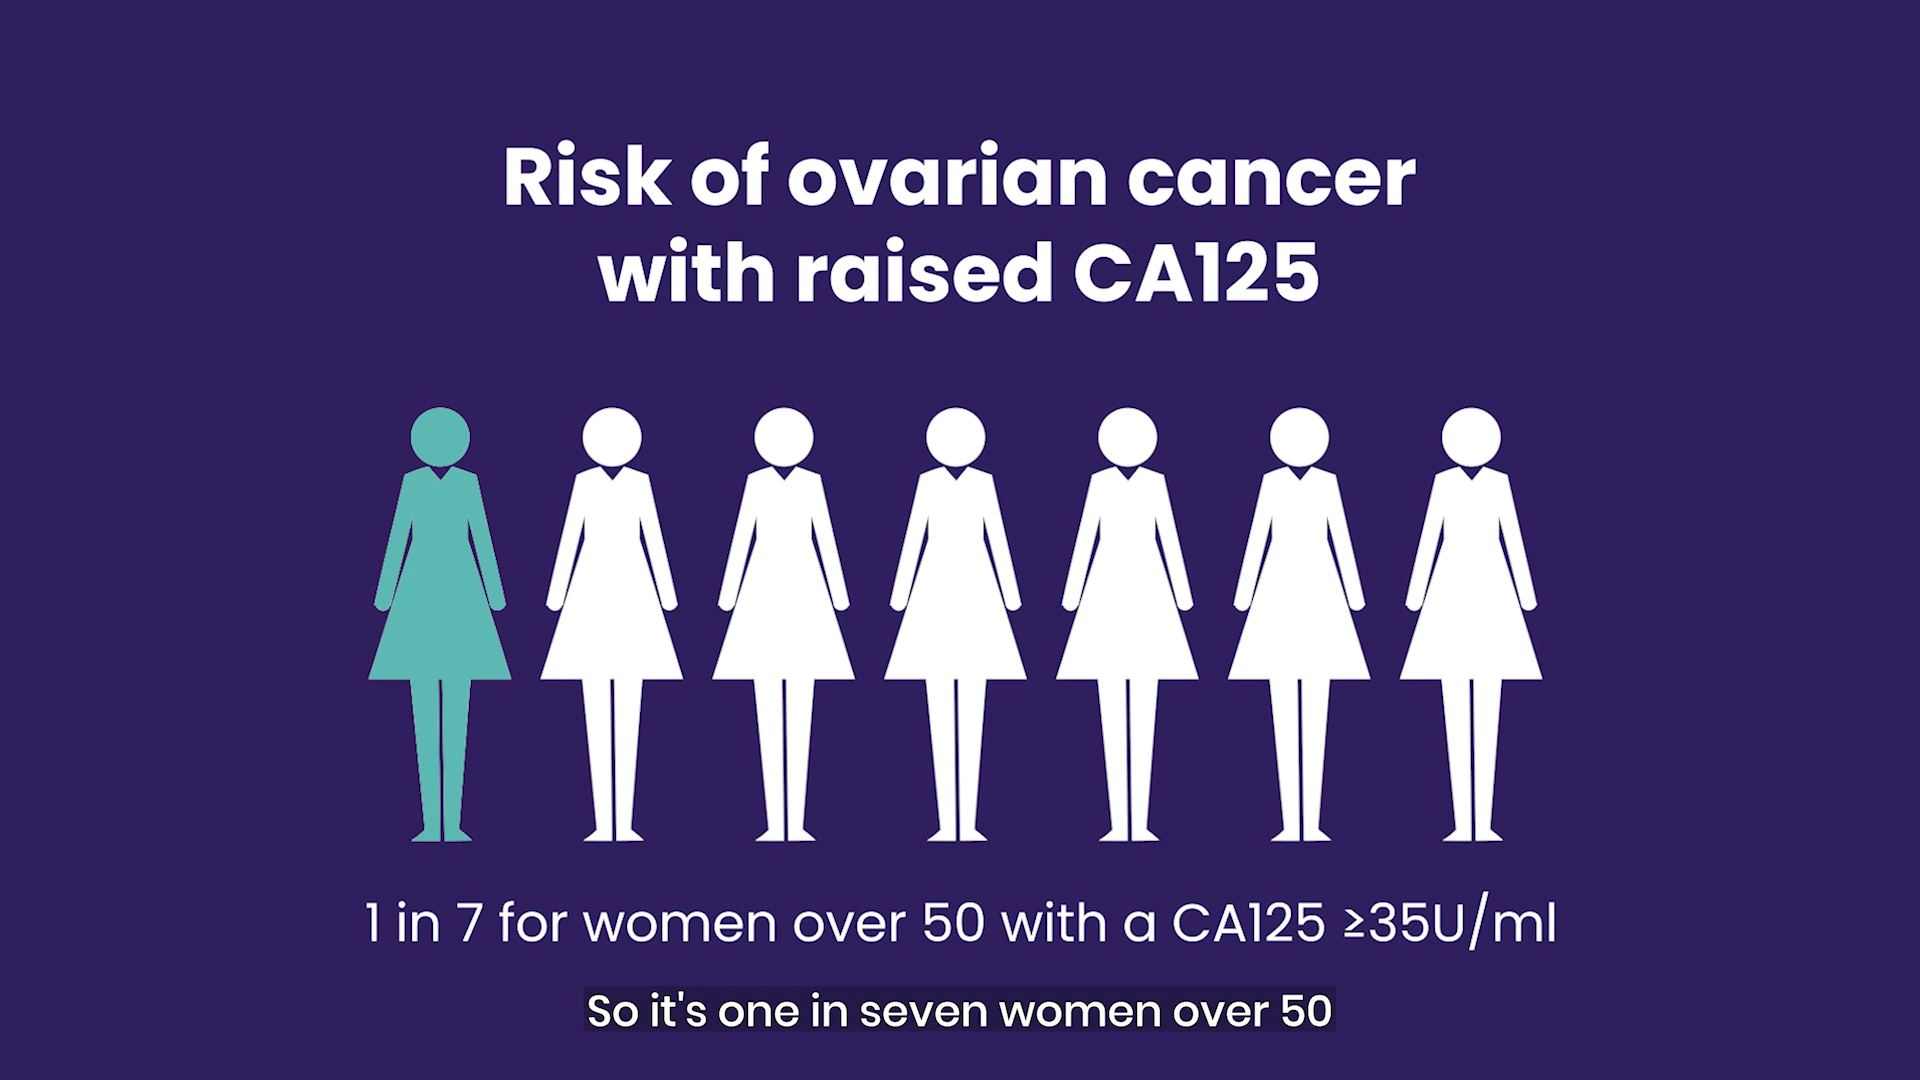 Risk of ovarian cancer
with raised CA125
1 in 7 for women over 50 with a CA125 ≥35U/ml
So it's one in seven women over 50